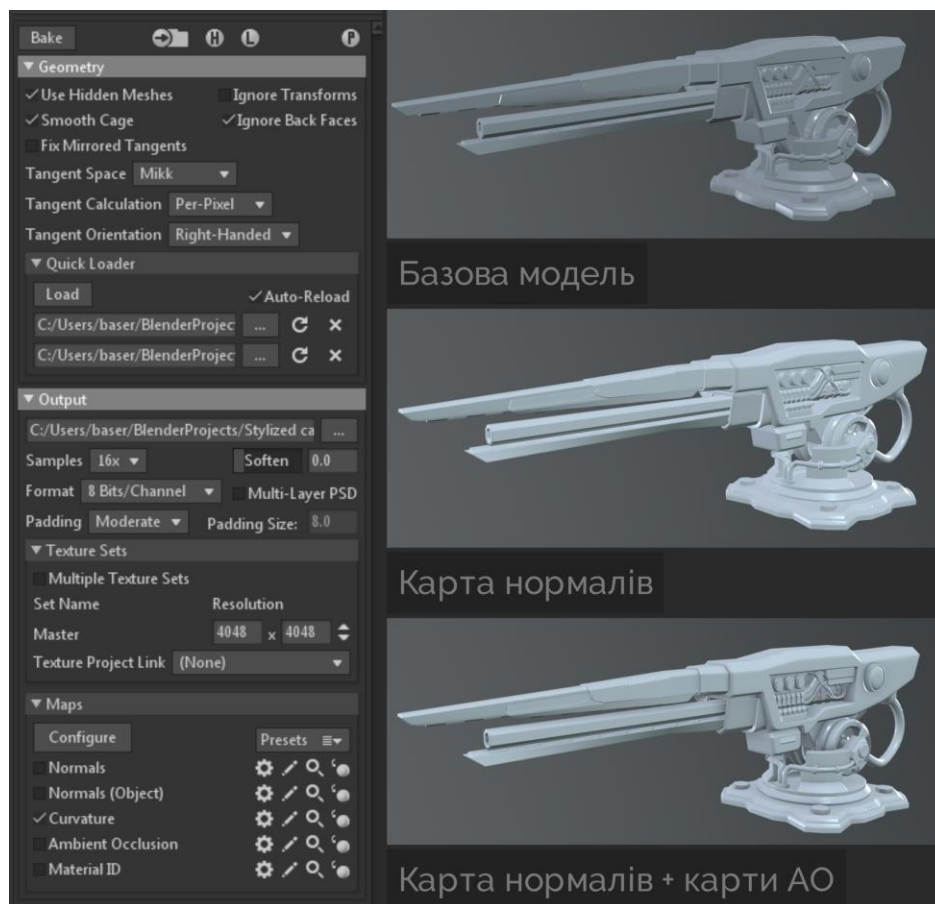 Bake H L P
Geometry
Use Hidden Meshes Ignore Transforms
Smooth Cage Ignore Back Faces
Fix Mirrored Tangents
Tangent Space Mikk
Tangent Calculation Per-Pixel
Tangent Orientation Right-Handed
Quick Loader
Load Auto-Reload
C:/Users/baser/BlenderProjec ...
C:/Users/baser/BlenderProjec ...
Output
C:/Users/baser/BlenderProjects/Stylized ca ...
Samples 16x Soften 0.0
Format 8 Bits/Channel Multi-Layer PSD
Padding Moderate Padding Size: 8.0
Texture Sets
Multiple Texture Sets
Set Name Resolution
Master 4048 x 4048
Texture Project Link (None)
Maps
Configure Presets
Normals
Normals (Object)
Curvature
Ambient Occlusion
Material ID
Базова модель
Карта нормалів
Карта нормалів + карти АО